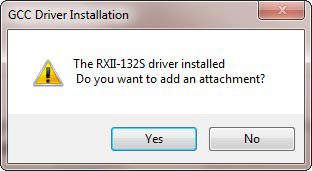 GCC Driver Installation
The RXII-132S driver installed
Do you want to add an attachment?
Yes
No